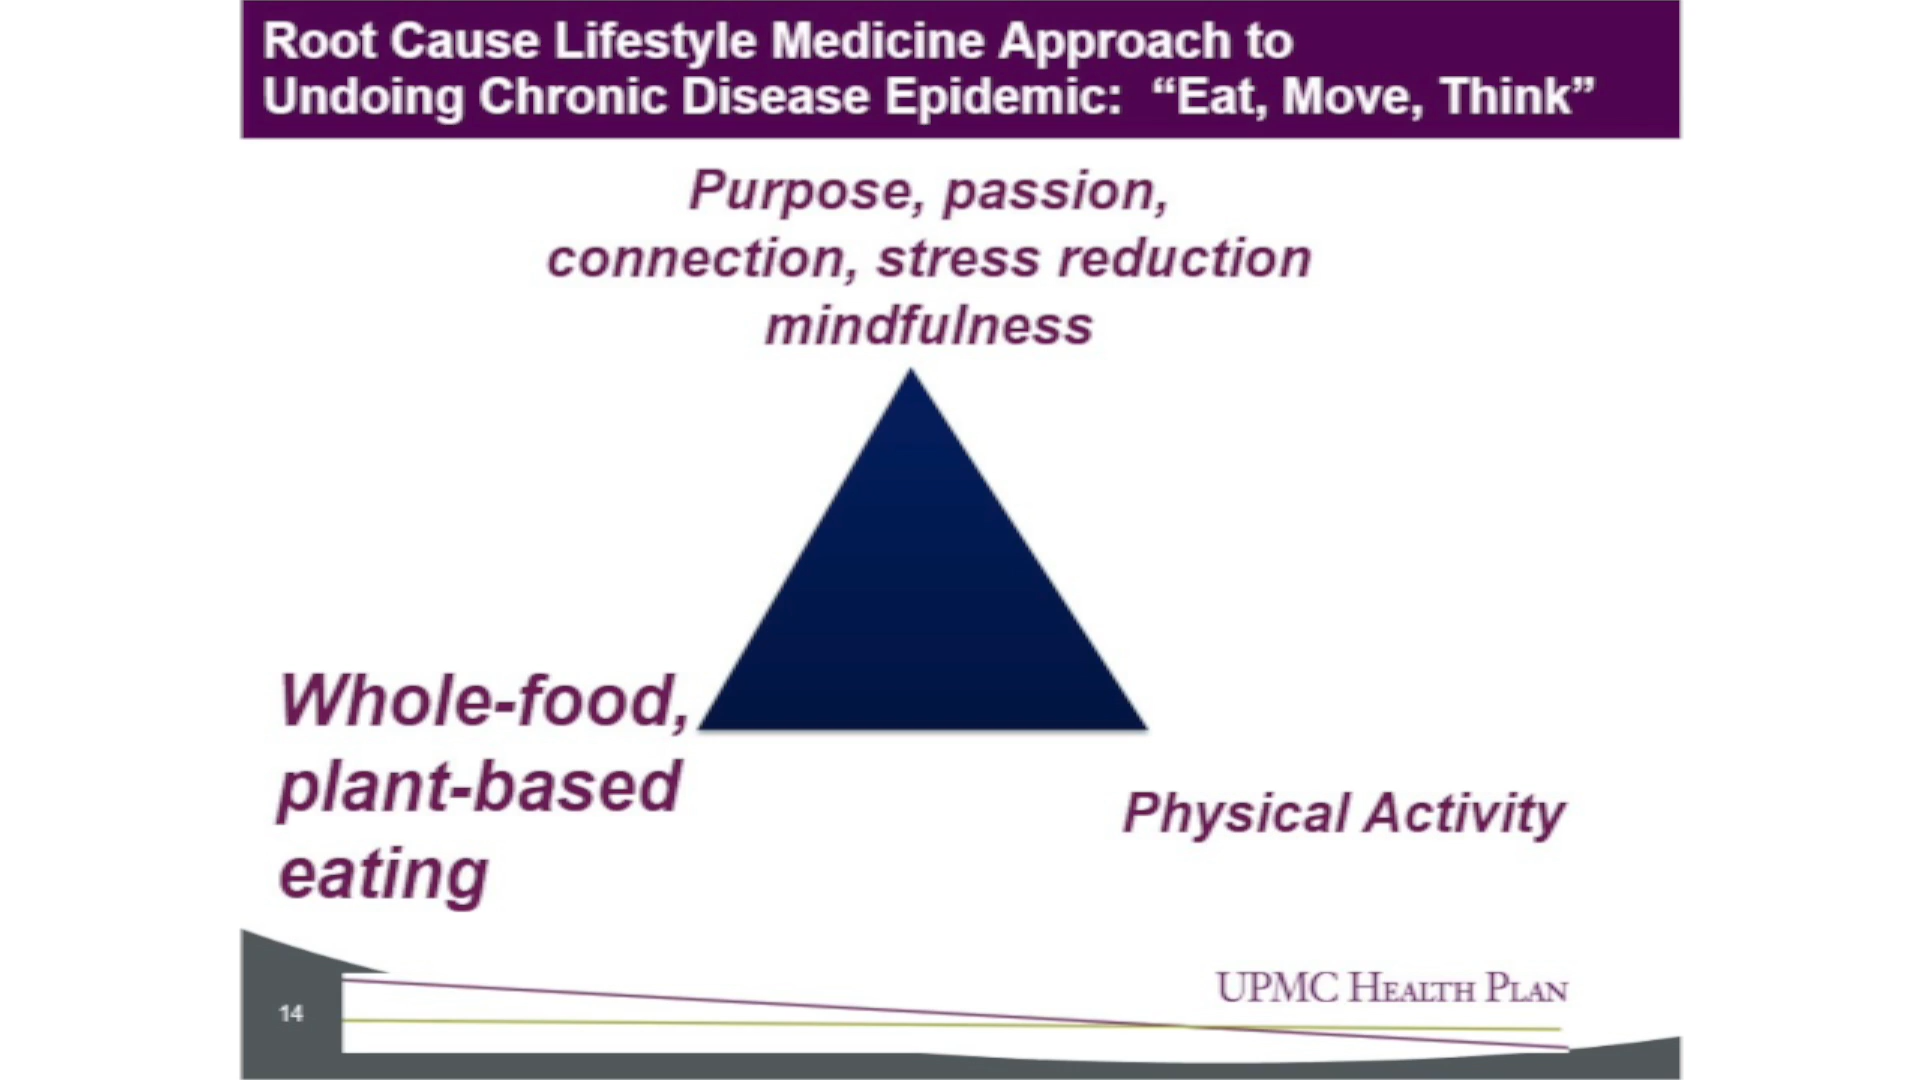 Root Cause Lifestyle Medicine Approach to
Undoing Chronic Disease Epidemic: “Eat, Move, Think”
Purpose, passion,
connection, stress reduction
mindfulness
Whole-food,
plant-based
eating
Physical Activity
UPMC HEALTH PLAN
14